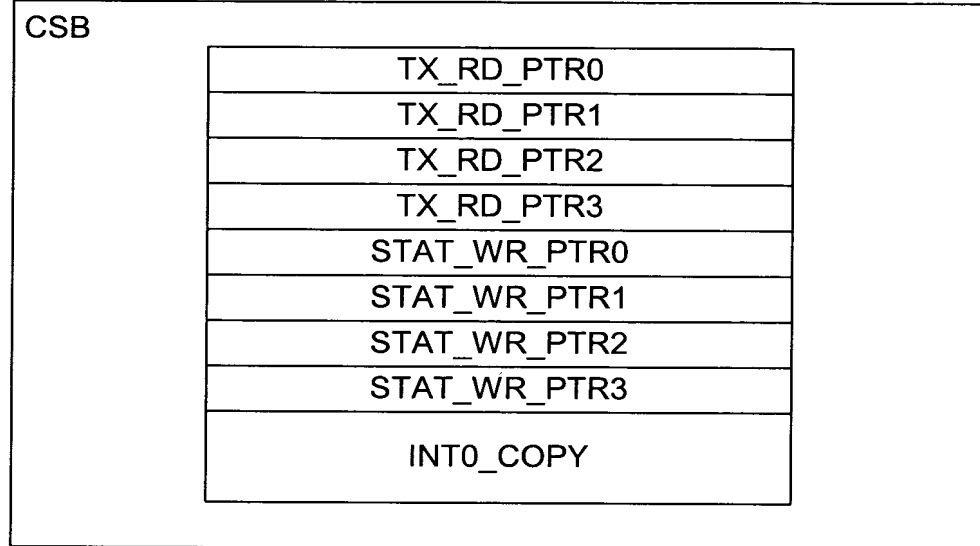 CSB
TX_RD_PTR0
TX_RD_PTR1
TX_RD_PTR2
TX_RD_PTR3
STAT_WR_PTR0
STAT_WR_PTR1
STAT_WR_PTR2
STAT_WR_PTR3
INT0_COPY